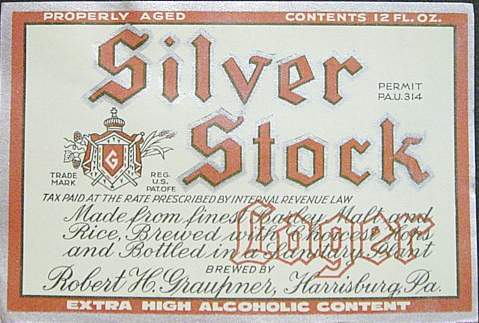 PROPERLY AGED CONTENTS 12 FL. OZ.
Silver
Stock
PERMIT
PA.U.314
G
TRADE MARK REG. U.S. PAT.OFF.
TAX PAID AT THE RATE PRESCRIBED BY INTERNAL REVENUE LAW
Lager
Made from finest Barley Malt and
Rice, Brewed with Choicest Hops
and Bottled in a Sanitary Plant
BREWED BY
Robert H. Graupner, Harrisburg, Pa.
EXTRA HIGH ALCOHOLIC CONTENT